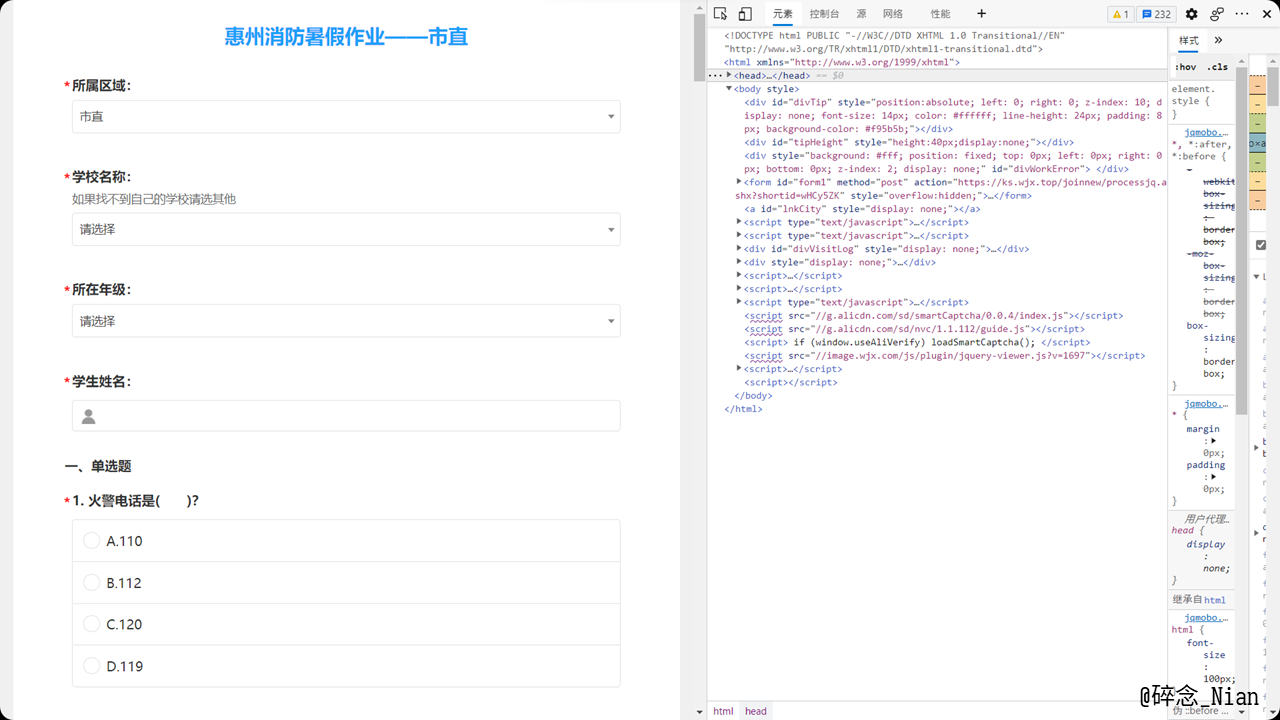 惠州消防暑假作业——市直
*所属区域:
市直
*学校名称:
如果找不到自己的学校请选其他
请选择
*所在年级:
请选择
*学生姓名:
一、单选题
*1. 火警电话是(      )?
A.110
B.112
C.120
D.119
元素 控制台 源 网络 性能 + 1 232
<!DOCTYPE html PUBLIC "-//W3C//DTD XHTML 1.0 Transitional//EN"
"http://www.w3.org/TR/xhtml1/DTD/xhtml1-transitional.dtd">
<html xmlns="http://www.w3.org/1999/xhtml">
<head>…</head> == $0
<body style>
<div id="divTip" style="position:absolute; left: 0; right: 0; z-index: 10; d
isplay: none; font-size: 14px; color: #ffffff; line-height: 24px; padding: 8
px; background-color: #f95b5b;"></div>
<div id="tipHeight" style="height:40px;display:none;"></div>
<div style="background: #fff; position: fixed; top: 0px; left: 0px; right: 0
px; bottom: 0px; z-index: 2; display: none;" id="divWorkError"> </div>
<form id="form1" method="post" action="https://ks.wjx.top/joinnew/processjq.a
shx?shortid=wHCy5ZK" style="overflow:hidden;">…</form>
<a id="lnkCity" style="display: none;"></a>
<script type="text/javascript">…</script>
<script type="text/javascript">…</script>
<div id="divVisitLog" style="display: none;">…</div>
<div style="display: none;">…</div>
<script>…</script>
<script>…</script>
<script type="text/javascript">…</script>
<script src="//g.alicdn.com/sd/smartCaptcha/0.0.4/index.js"></script>
<script src="//g.alicdn.com/sd/nvc/1.1.112/guide.js"></script>
<script> if (window.useAliVerify) loadSmartCaptcha(); </script>
<script src="//image.wjx.com/js/plugin/jquery-viewer.js?v=1697"></script>
<script>…</script>
<script></script>
</body>
</html>
html head
样式 »
:hov .cls
element.
style {
}
jqmobo.…
*, *:after,
*:before {
webkit
box-
sizing
:
border
box;
-moz-
box-
sizing
:
border
box;
box-
sizing
:
border
box;
}
jqmobo.…
* {
margin
:
0px;
padding
:
0px;
}
用户代理…
head {
display
:
none;
}
继承自 html
jqmobo.…
html {
font-
size
:
100px;
伪 ::before …
@碎念_Nian